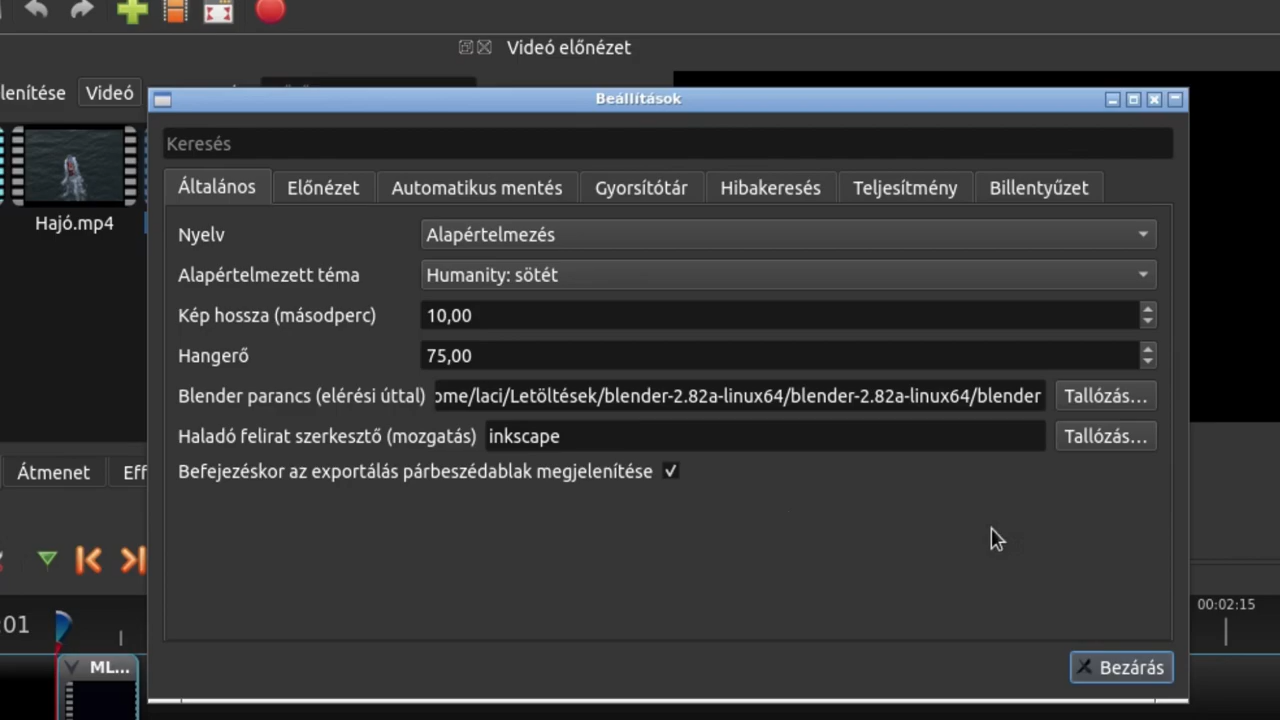 Videó előnézet
lenítése Videó
Beállítások
Keresés
Általános Előnézet Automatikus mentés Gyorsítótár Hibakeresés Teljesítmény Billentyűzet
Hajó.mp4
Nyelv Alapértelmezés
Alapértelmezett téma Humanity: sötét
Kép hossza (másodperc) 10,00
Hangerő 75,00
Blender parancs (elérési úttal) ome/laci/Letöltések/blender-2.82a-linux64/blender-2.82a-linux64/blender Tallózás...
Haladó felirat szerkesztő (mozgatás) inkscape Tallózás...
Befejezéskor az exportálás párbeszédablak megjelenítése
Átmenet Eff
:01
00:02:15
ML...
Bezárás